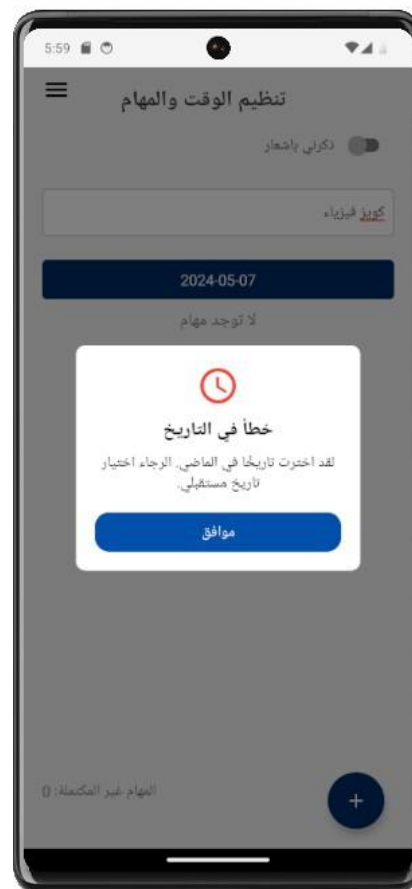 5:59
تنظيم الوقت والمهام
ذكرني باشعار
كويز فيزياء
2024-05-07
لا توجد مهام
خطأ في التاريخ
لقد اخترت تاريخًا في الماضي. الرجاء اختيار
تاريخ مستقبلي.
موافق
المهام غير المكتملة: 0
+